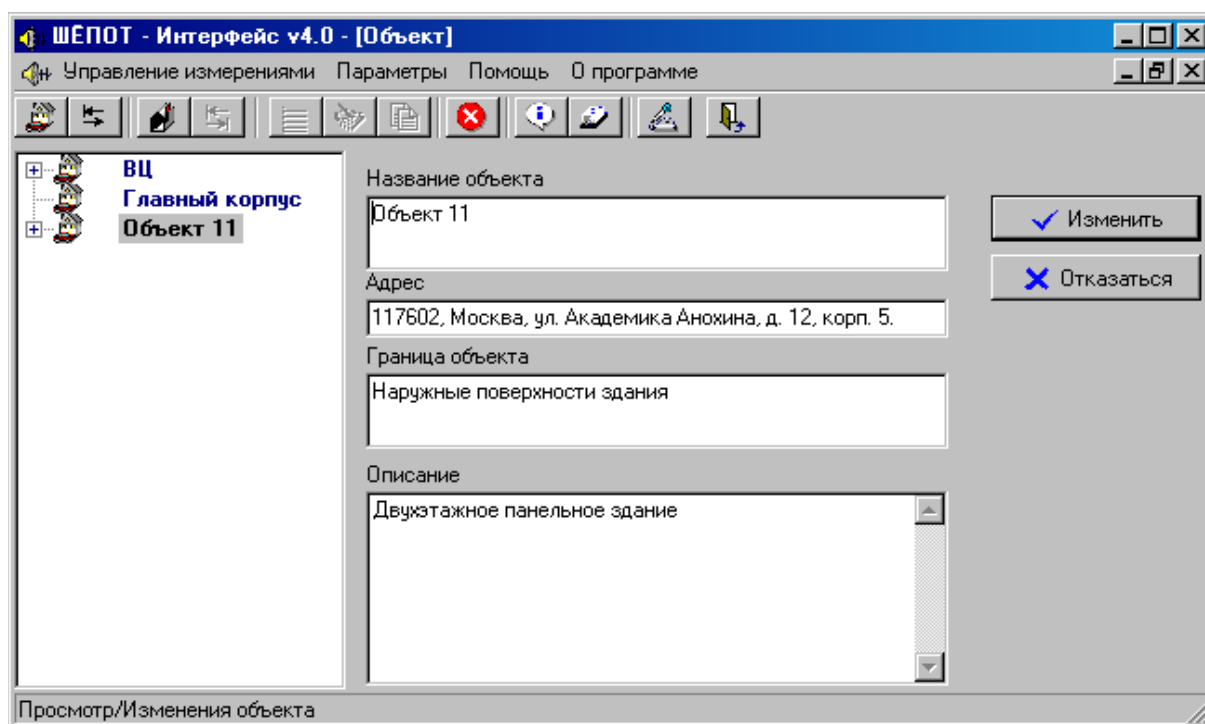 ШЁПОТ - Интерфейс v4.0 - [Объект]
Управление измерениями Параметры Помощь О программе
ВЦ
Главный корпус
Объект 11
Название объекта
Объект 11
Адрес
117602, Москва, ул. Академика Анохина, д. 12, корп. 5.
Граница объекта
Наружные поверхности здания
Описание
Двухэтажное панельное здание
Изменить
Отказаться
Просмотр/Изменения объекта